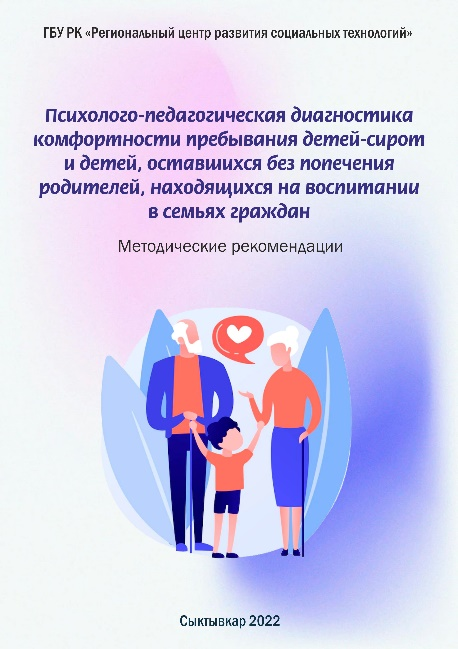 ГБУ РК «Региональный центр развития социальных технологий»
Психолого-педагогическая диагностика
комфортности пребывания детей-сирот
и детей, оставшихся без попечения
родителей, находящихся на воспитании
в семьях граждан
Методические рекомендации
Сыктывкар 2022